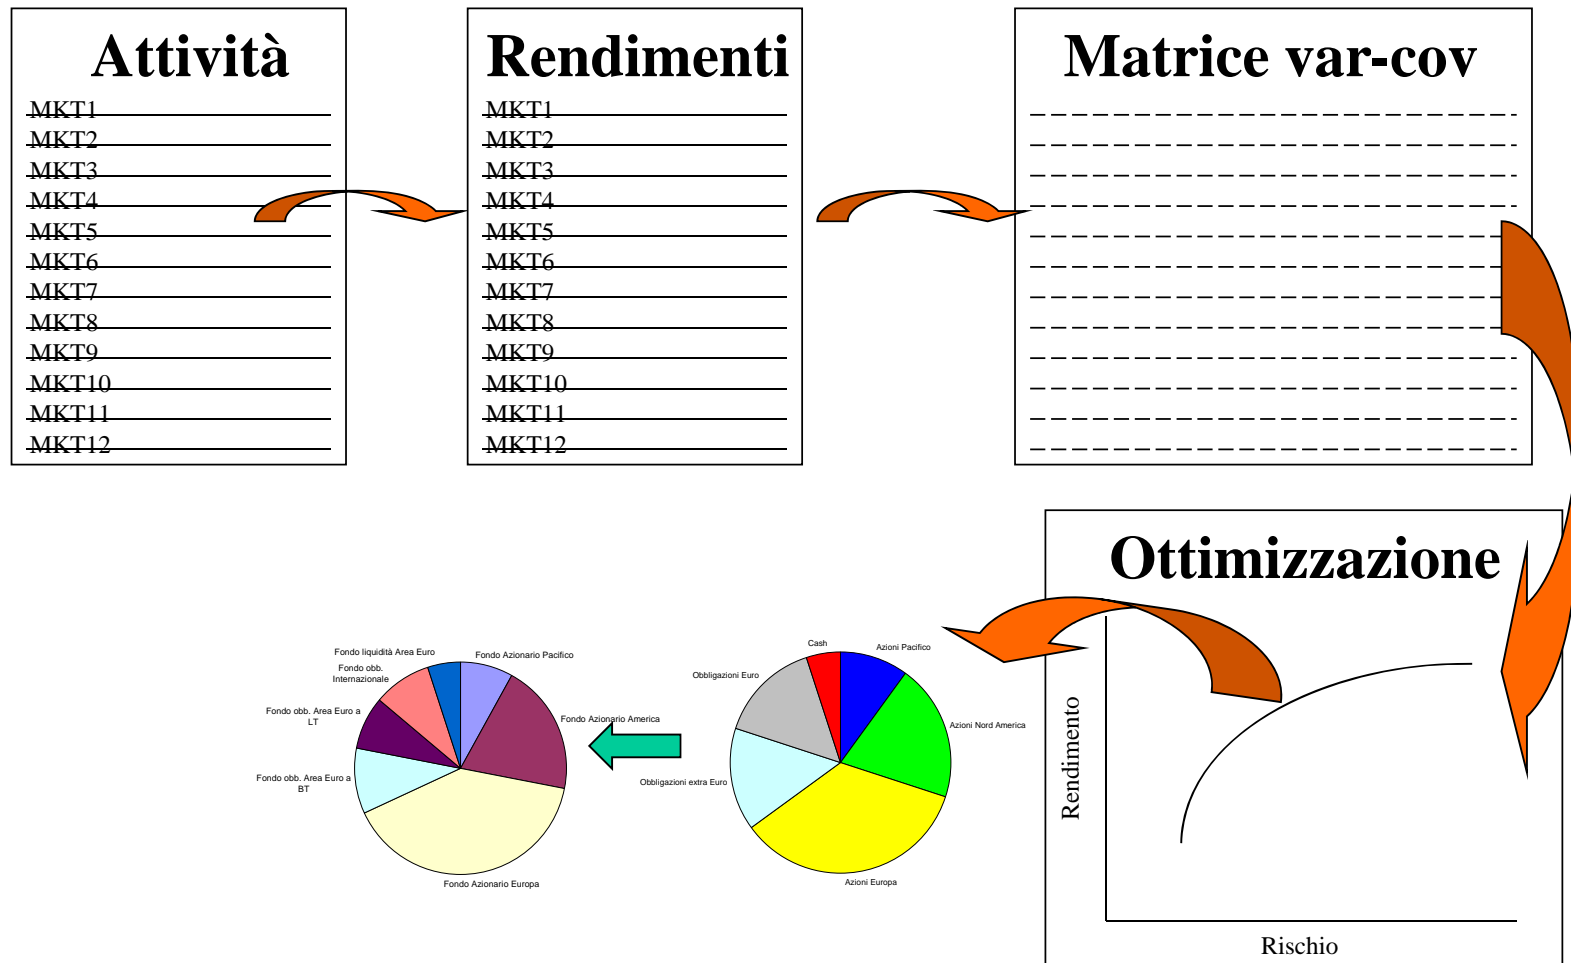 Attività
MKT1
MKT2
MKT3
MKT4
MKT5
MKT6
MKT7
MKT8
MKT9
MKT10
MKT11
MKT12
Rendimenti
MKT1
MKT2
MKT3
MKT4
MKT5
MKT6
MKT7
MKT8
MKT9
MKT10
MKT11
MKT12
Matrice var-cov
Ottimizzazione
Rendimento
Rischio
Cash
Azioni Pacifico
Obbligazioni Euro
Azioni Nord America
Obbligazioni extra Euro
Azioni Europa
Fondo liquidità Area Euro
Fondo Azionario Pacifico
Fondo obb.
Internazionale
Fondo obb. Area Euro a
LT
Fondo Azionario America
Fondo obb. Area Euro a
BT
Fondo Azionario Europa